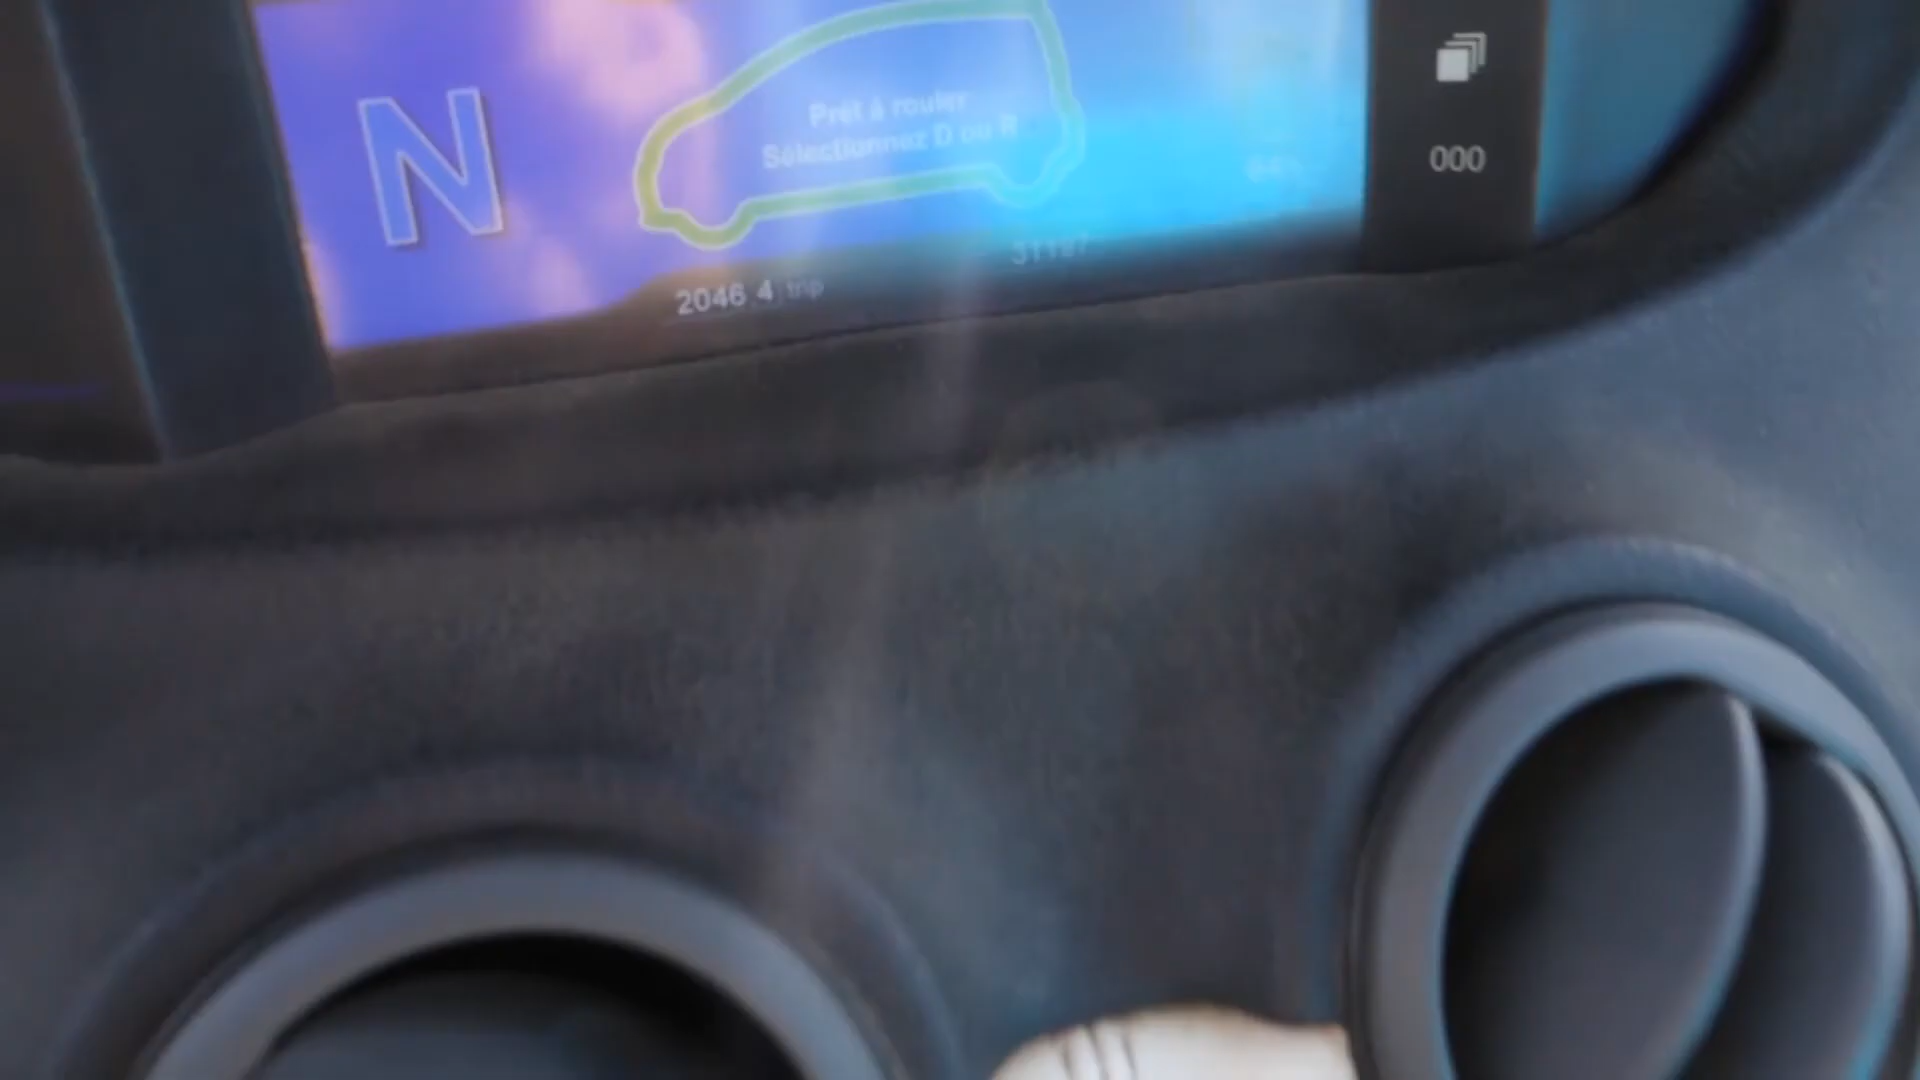 N
Prêt à rouler
Sélectionnez D ou R
000
2046 4 trip